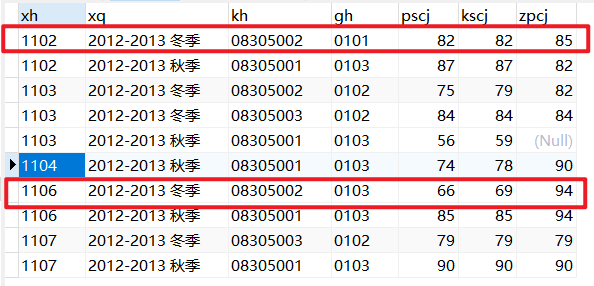 xh xq kh gh pscj kscj zpcj
1102 2012-2013 冬季 08305002 0101 82 82 85
1102 2012-2013 秋季 08305001 0103 87 87 82
1103 2012-2013 冬季 08305002 0102 75 79 82
1103 2012-2013 冬季 08305003 0102 84 84 84
1103 2012-2013 秋季 08305001 0103 56 59 (Null)
1104 2012-2013 秋季 08305001 0103 74 78 90
1106 2012-2013 冬季 08305002 0103 66 69 94
1106 2012-2013 秋季 08305001 0103 85 85 94
1107 2012-2013 冬季 08305003 0102 79 79 79
1107 2012-2013 秋季 08305001 0103 90 90 90